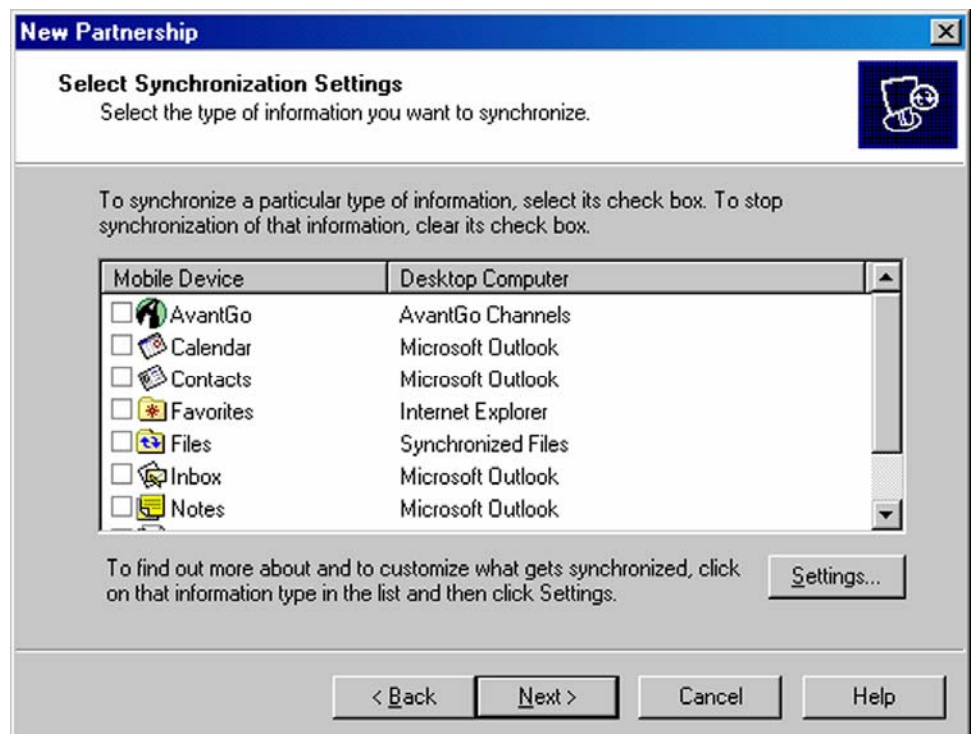 New Partnership
Select Synchronization Settings
Select the type of information you want to synchronize.
To synchronize a particular type of information, select its check box. To stop
synchronization of that information, clear its check box.
Mobile Device Desktop Computer
AvantGo AvantGo Channels
Calendar Microsoft Outlook
Contacts Microsoft Outlook
Favorites Internet Explorer
Files Synchronized Files
Inbox Microsoft Outlook
Notes Microsoft Outlook
To find out more about and to customize what gets synchronized, click
on that information type in the list and then click Settings.
Settings...
< Back Next > Cancel Help